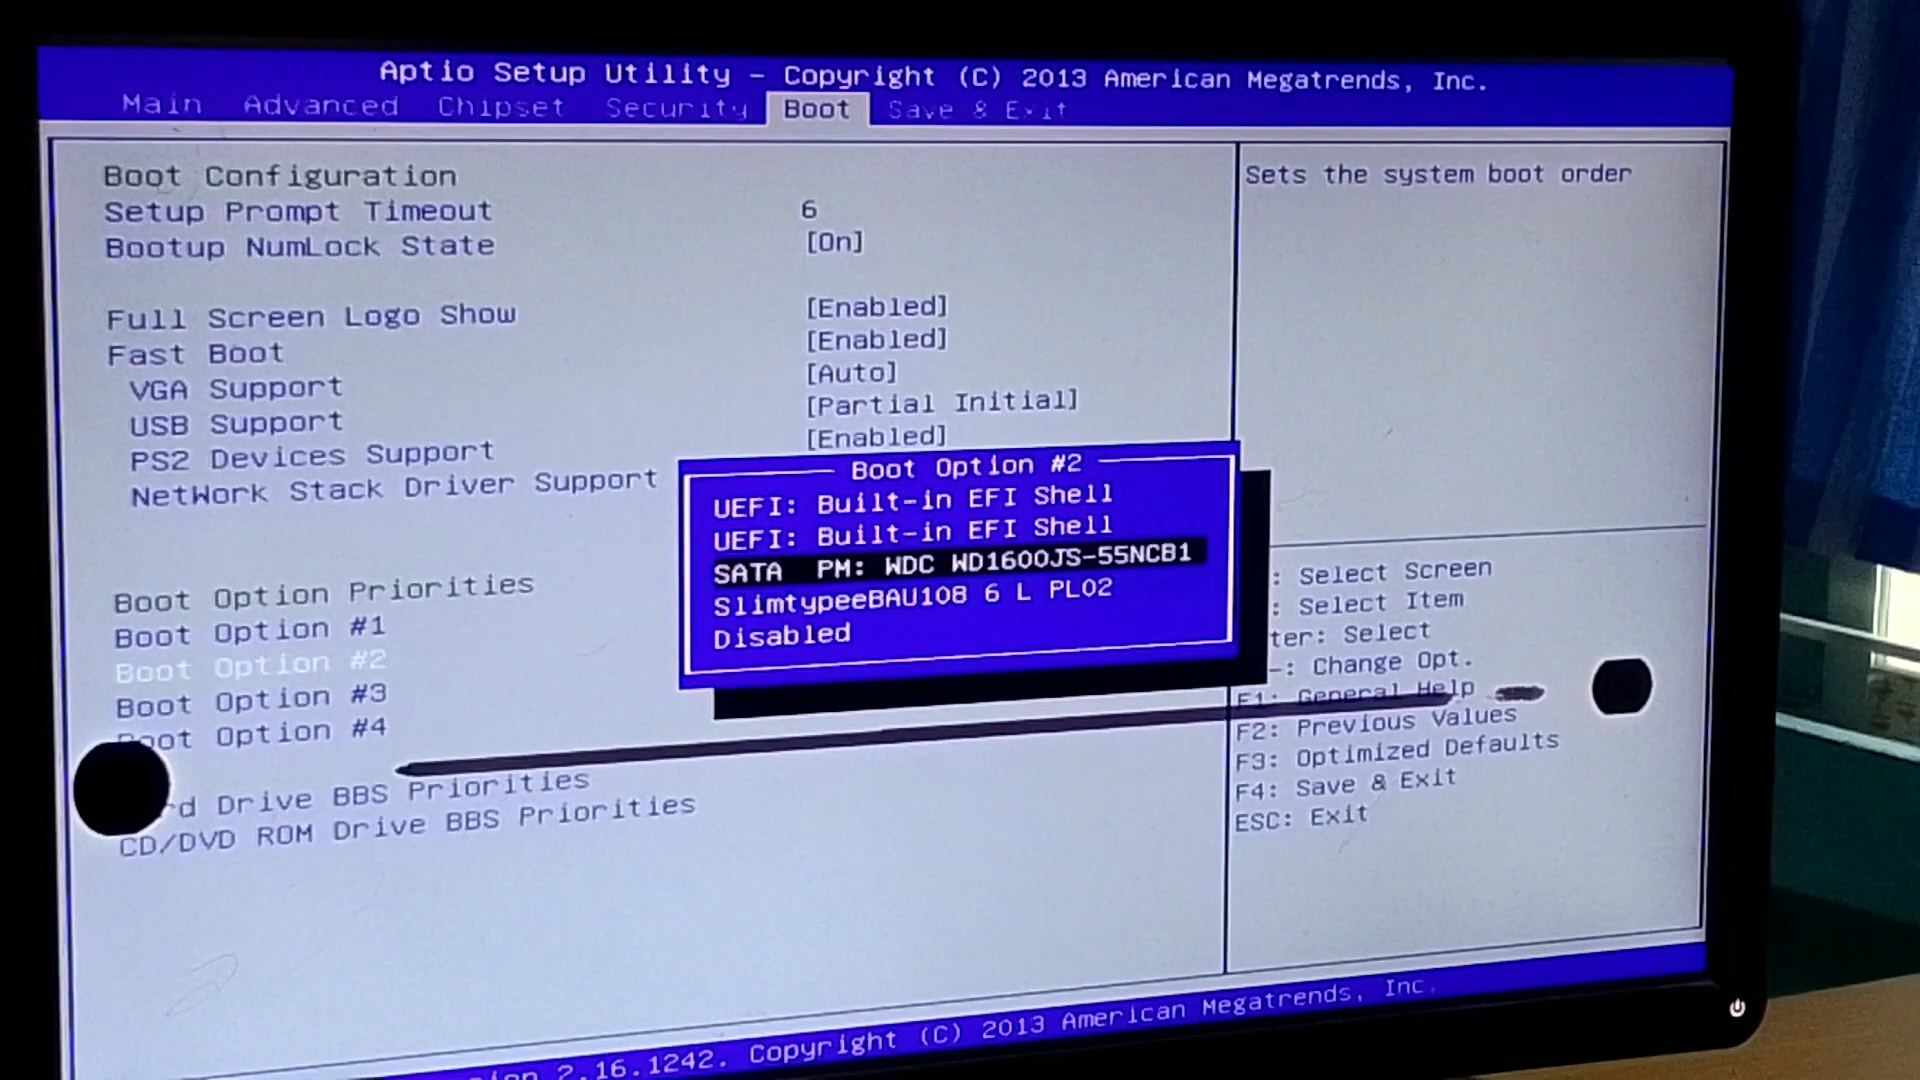 Aptio Setup Utility - Copyright (C) 2013 American Megatrends, Inc.
Main Advanced Chipset Security Boot Save & Exit
Boot Configuration
Setup Prompt Timeout 6
Bootup NumLock State [On]
Full Screen Logo Show [Enabled]
Fast Boot [Enabled]
VGA Support [Auto]
USB Support [Partial Initial]
PS2 Devices Support [Enabled]
NetWork Stack Driver Support
Boot Option Priorities
Boot Option #1
Boot Option #2
Boot Option #3
Boot Option #4
Drive BBS Priorities
CD/DVD ROM Drive BBS Priorities
Boot Option #2
UEFI: Built-in EFI Shell
UEFI: Built-in EFI Shell
SATA PM: WDC WD1600JS-55NCB1
SlimtypeeBAU108 6 L PL02
Disabled
Sets the system boot order
: Select Screen
: Select Item
ter: Select
-: Change Opt.
F1: General Help
F2: Previous Values
F3: Optimized Defaults
F4: Save & Exit
ESC: Exit
2.16.1242. Copyright (C) 2013 American Megatrends, Inc.